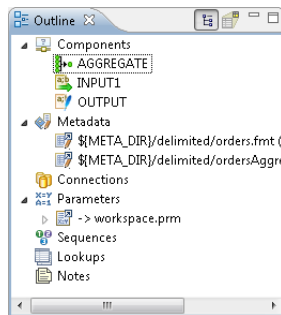 Outline
Components
AGGREGATE
INPUT1
OUTPUT
Metadata
${META_DIR}/delimited/orders.fmt (
${META_DIR}/delimited/ordersAggre
Connections
Parameters
-> workspace.prm
Sequences
Lookups
Notes